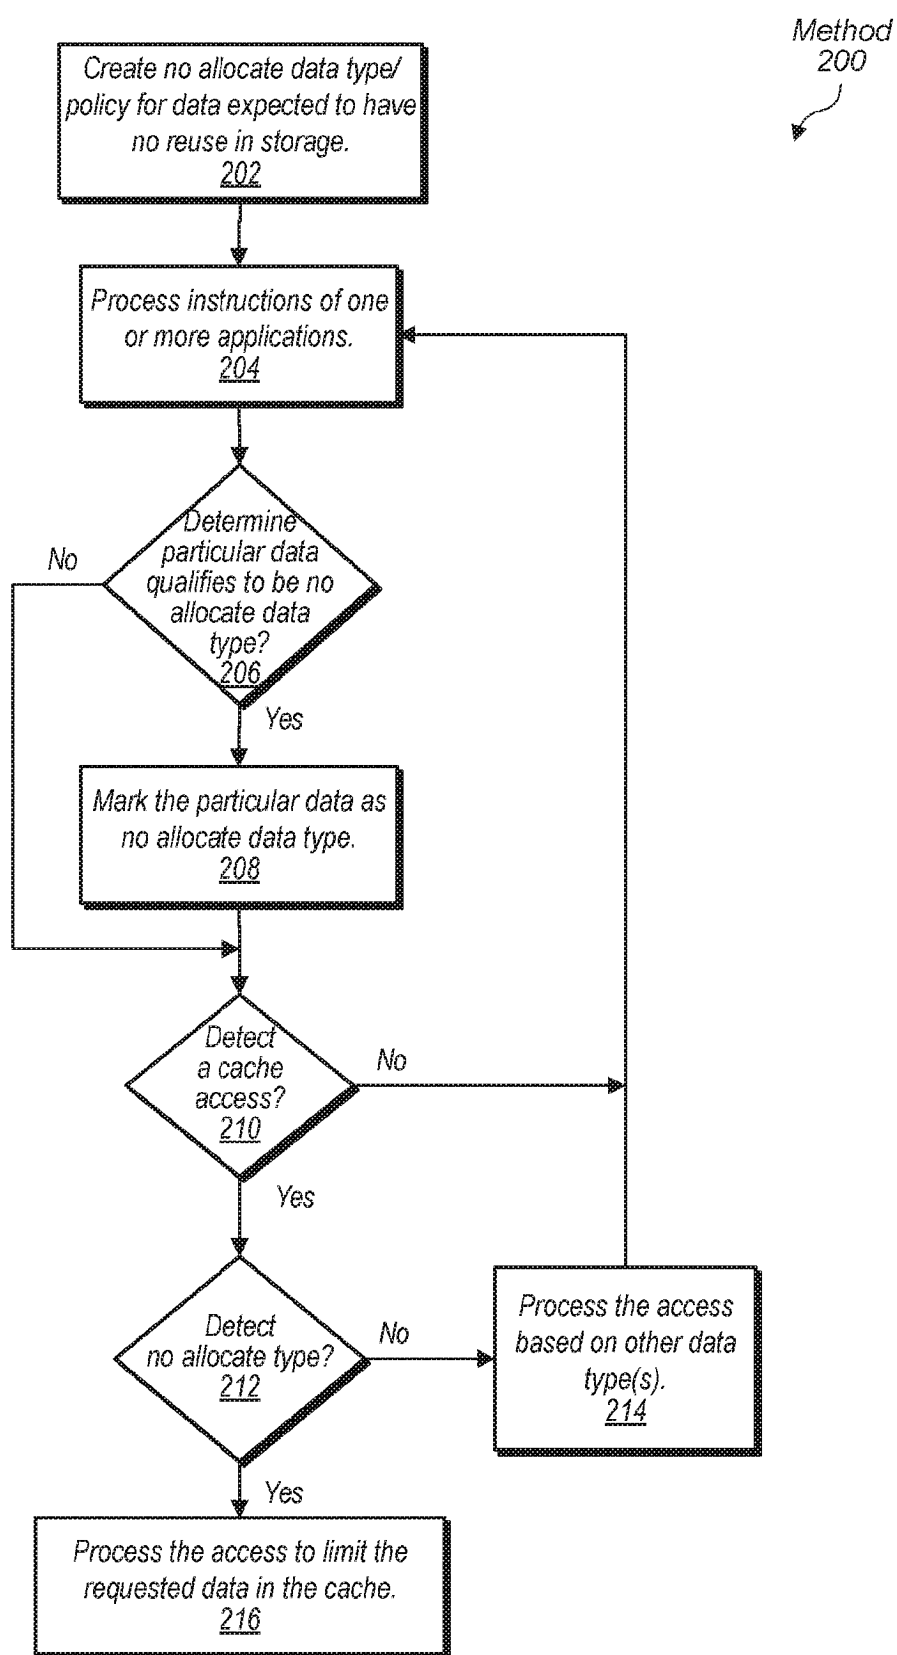 Method
200
Create no allocate data type/
policy for data expected to have
no reuse in storage.
202
Process instructions of one
or more applications.
204
Determine
particular data
qualifies to be no
allocate data
type?
206
No
Yes
Mark the particular data as
no allocate data type.
208
Detect
a cache
access?
210
No
Yes
Detect
no allocate type?
212
No
Process the access
based on other data
type(s).
214
Yes
Process the access to limit the
requested data in the cache.
216